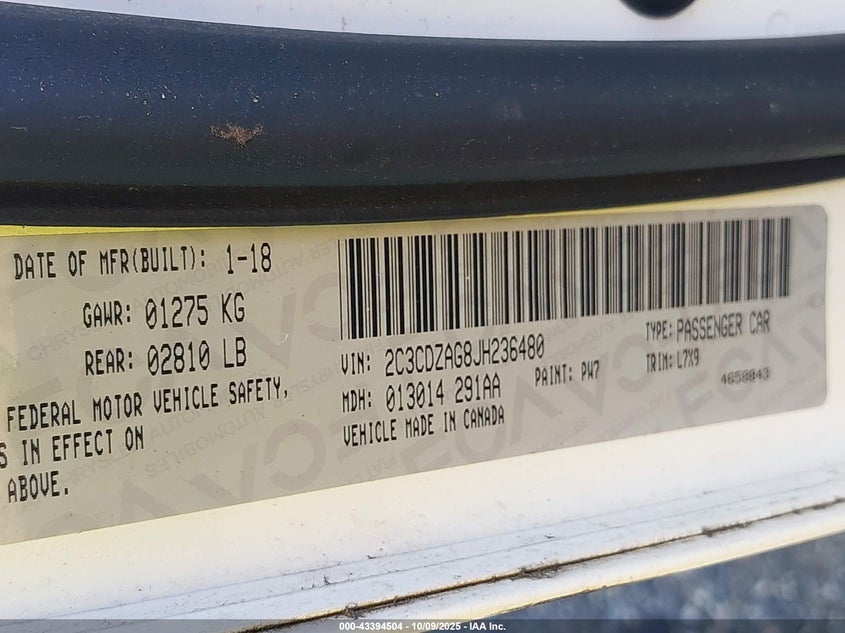 DATE OF MFR(BUILT): 1-18
GAWR: 01275 KG
REAR: 02810 LB
FEDERAL MOTOR VEHICLE SAFETY,
S IN EFFECT ON
ABOVE.
VIN: 2C3CDZAG8JH236480
TYPE: PASSENGER CAR
MDH: 013014 291AA
PAINT: PW7
TRIM: L7X9
VEHICLE MADE IN CANADA
4658843
000-43394504 - 10/09/2025 - IAA Inc.